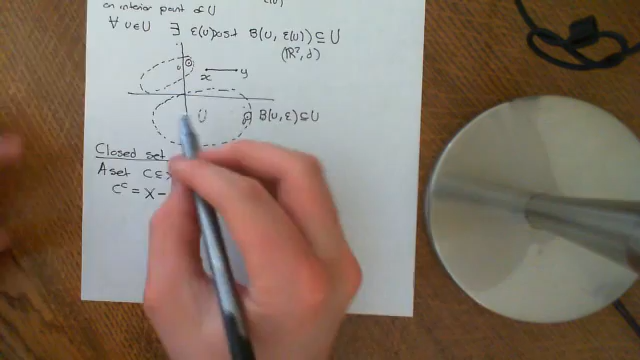 an interior point of U
∀ u∈U ∃ ε(u)>0 st B(u, ε(u)) ⊆ U
(ℝ², d)
u
x y
U B(u, ε) ⊆ U
Closed set
A set C ⊆ X
Cᶜ = X -